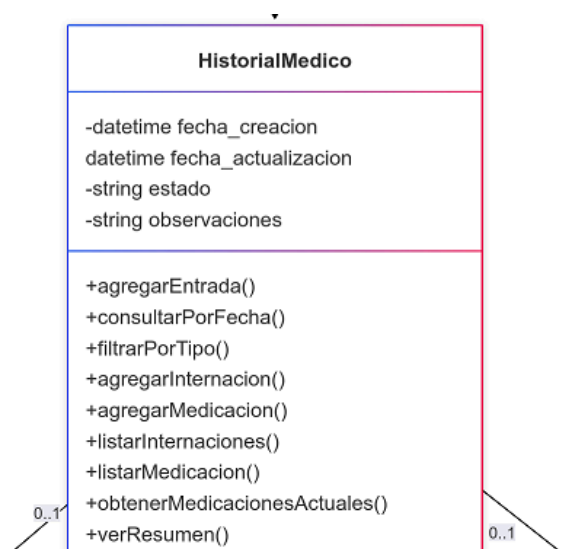 HistorialMedico
-datetime fecha_creacion
datetime fecha_actualizacion
-string estado
-string observaciones
+agregarEntrada()
+consultarPorFecha()
+filtrarPorTipo()
+agregarInternacion()
+agregarMedicacion()
+listarInternaciones()
+listarMedicacion()
+obtenerMedicacionesActuales()
0..1
+verResumen()
0..1